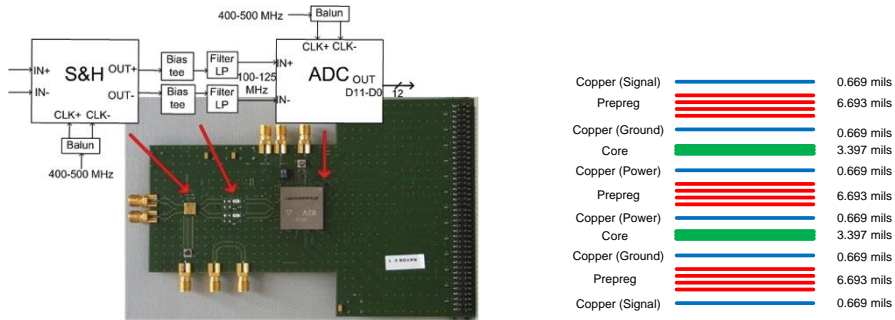 400-500 MHz Balun
CLK+ CLK-
S&H
IN+
IN-
OUT+
OUT-
CLK+ CLK-
Bias tee
Filter LP
Bias tee
Filter LP
100-125 MHz
IN+
IN-
ADC OUT
D11-D0
12
Balun
400-500 MHz
Copper (Signal) 0.669 mils
Prepreg 6.693 mils
Copper (Ground) 0.669 mils
Core 3.397 mils
Copper (Power) 0.669 mils
Prepreg 6.693 mils
Copper (Power) 0.669 mils
Core 3.397 mils
Copper (Ground) 0.669 mils
Prepreg 6.693 mils
Copper (Signal) 0.669 mils